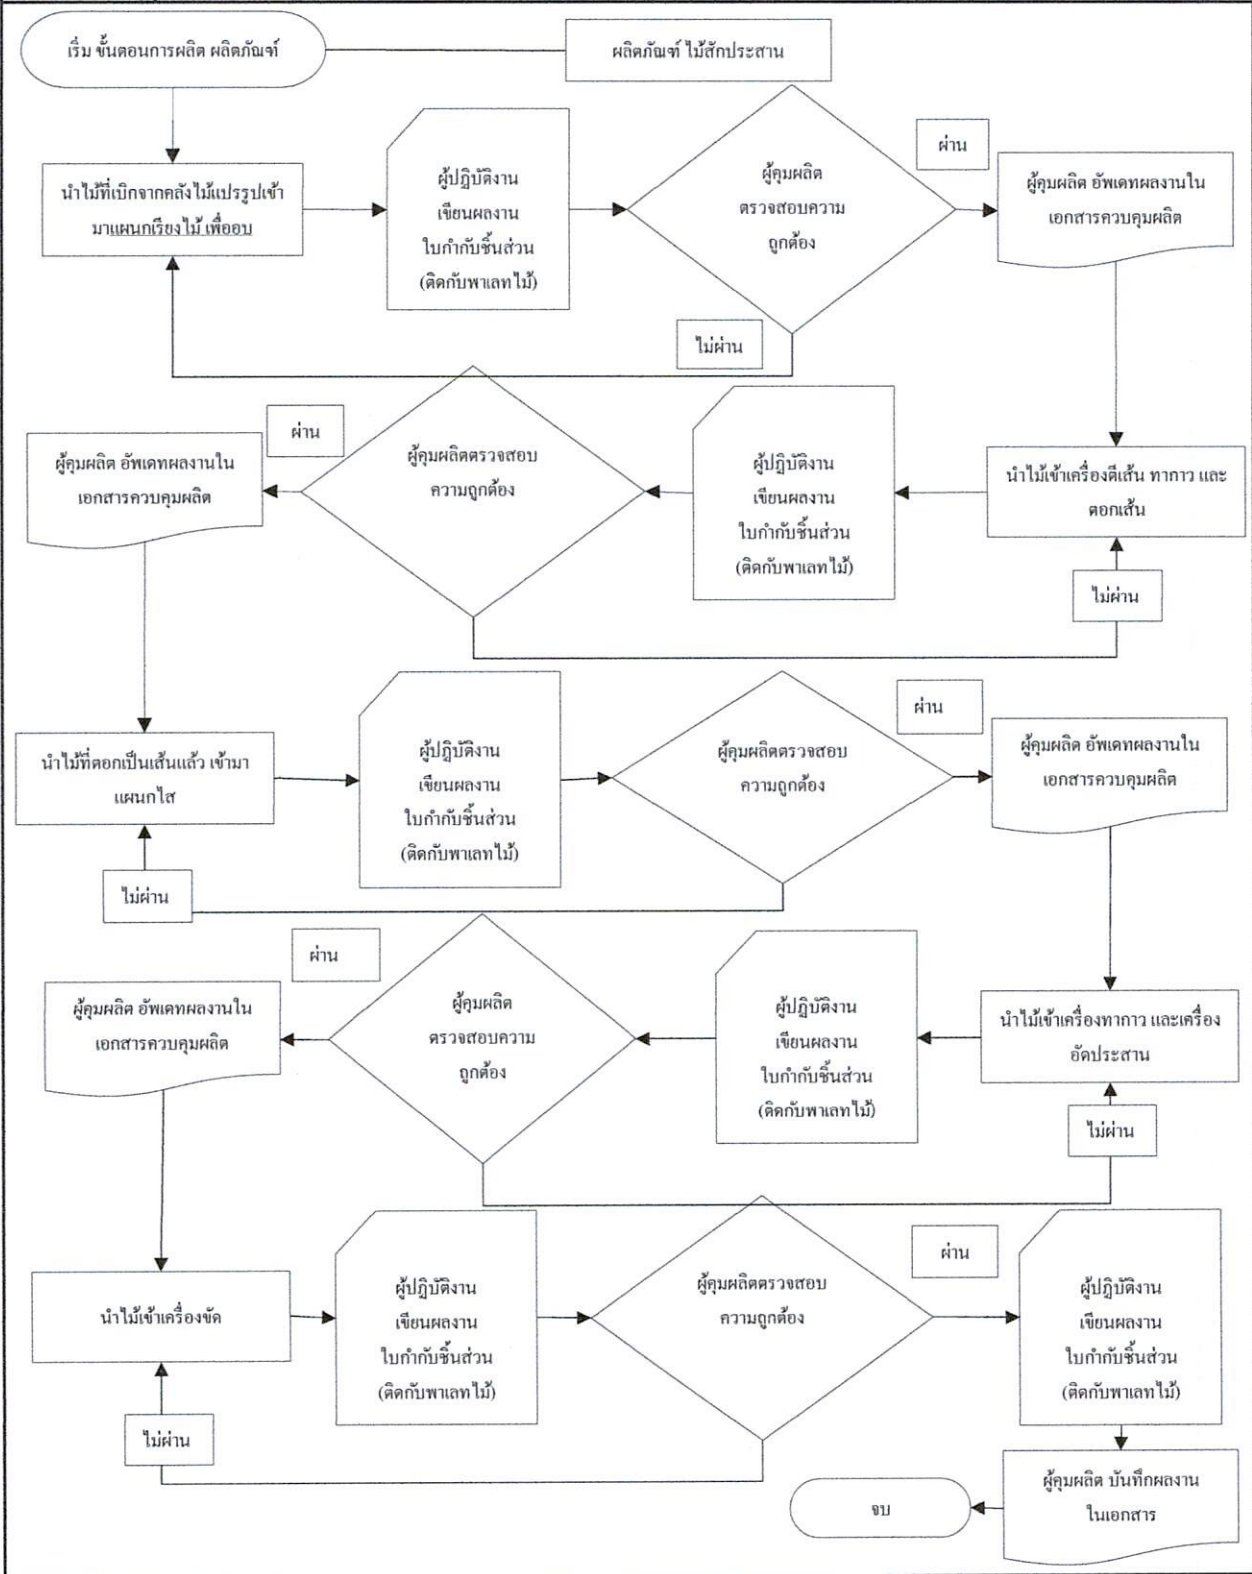 เริ่ม ขั้นตอนการผลิต ผลิตภัณฑ์
ผลิตภัณฑ์ ไม้สักประสาน
นำไม้ที่เบิกจากคลังไม้แปรรูปเข้า
มาแผนกเรียงไม้ เพื่ออบ
ผู้ปฏิบัติงาน
เขียนผลงาน
ใบกำกับชิ้นส่วน
(ติดกับพาเลทไม้)
ผู้คุมผลิต
ตรวจสอบความ
ถูกต้อง
ผ่าน
ผู้คุมผลิต อัพเดทผลงานใน
เอกสารควบคุมผลิต
ไม่ผ่าน
นำไม้เข้าเครื่องตีเส้น ทากาว และ
ตอกเส้น
ผู้ปฏิบัติงาน
เขียนผลงาน
ใบกำกับชิ้นส่วน
(ติดกับพาเลทไม้)
ผู้คุมผลิตตรวจสอบ
ความถูกต้อง
ผ่าน
ผู้คุมผลิต อัพเดทผลงานใน
เอกสารควบคุมผลิต
ไม่ผ่าน
นำไม้ที่ตอกเป็นเส้นแล้ว เข้ามา
แผนกไส
ผู้ปฏิบัติงาน
เขียนผลงาน
ใบกำกับชิ้นส่วน
(ติดกับพาเลทไม้)
ผู้คุมผลิตตรวจสอบ
ความถูกต้อง
ผ่าน
ผู้คุมผลิต อัพเดทผลงานใน
เอกสารควบคุมผลิต
ไม่ผ่าน
นำไม้เข้าเครื่องทากาว และเครื่อง
อัดประสาน
ผู้ปฏิบัติงาน
เขียนผลงาน
ใบกำกับชิ้นส่วน
(ติดกับพาเลทไม้)
ผู้คุมผลิต
ตรวจสอบความ
ถูกต้อง
ผ่าน
ผู้คุมผลิต อัพเดทผลงานใน
เอกสารควบคุมผลิต
ไม่ผ่าน
นำไม้เข้าเครื่องขัด
ผู้ปฏิบัติงาน
เขียนผลงาน
ใบกำกับชิ้นส่วน
(ติดกับพาเลทไม้)
ผู้คุมผลิตตรวจสอบ
ความถูกต้อง
ผ่าน
ผู้ปฏิบัติงาน
เขียนผลงาน
ใบกำกับชิ้นส่วน
(ติดกับพาเลทไม้)
ไม่ผ่าน
ผู้คุมผลิต บันทึกผลงาน
ในเอกสาร
จบ